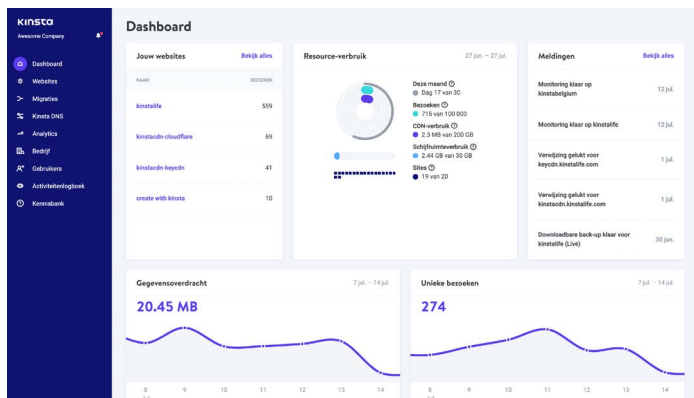 KINSTA
Awesome Company
Dashboard
Websites
Migraties
Kinsta DNS
Analytics
Bedrijf
Gebruikers
Activiteitenlogboek
Kennisbank
Dashboard
Jouw websites
Bekijk alles
NAAM
BEZOEKEN
kinstalife
559
kinstacdn-cloudflare
69
kinstacdn-keycdn
41
create with kinsta
10
Resource-verbruik
27 jun. – 27 jul.
Deze maand
Dag 17 van 30
Bezoeken
715 van 100 000
CDN-verbruik
2.3 MB van 200 GB
Schijfruimteverbruik
2.44 GB van 30 GB
Sites
19 van 20
Meldingen
Bekijk alles
Monitoring klaar op
kinstabelgium
12 jul.
Monitoring klaar op kinstalife
12 jul.
Verwijzing gelukt voor
keycdn.kinstalife.com
1 jul.
Verwijzing gelukt voor
kinstacdn.kinstalife.com
1 jul.
Downloadbare back-up klaar voor
kinstalife (Live)
30 jun.
Gegevensoverdracht
7 jul. – 14 jul.
20.45 MB
8 9 10 11 12 13 14
Unieke bezoeken
7 jul. – 14 jul.
274
8 9 10 11 12 13 14